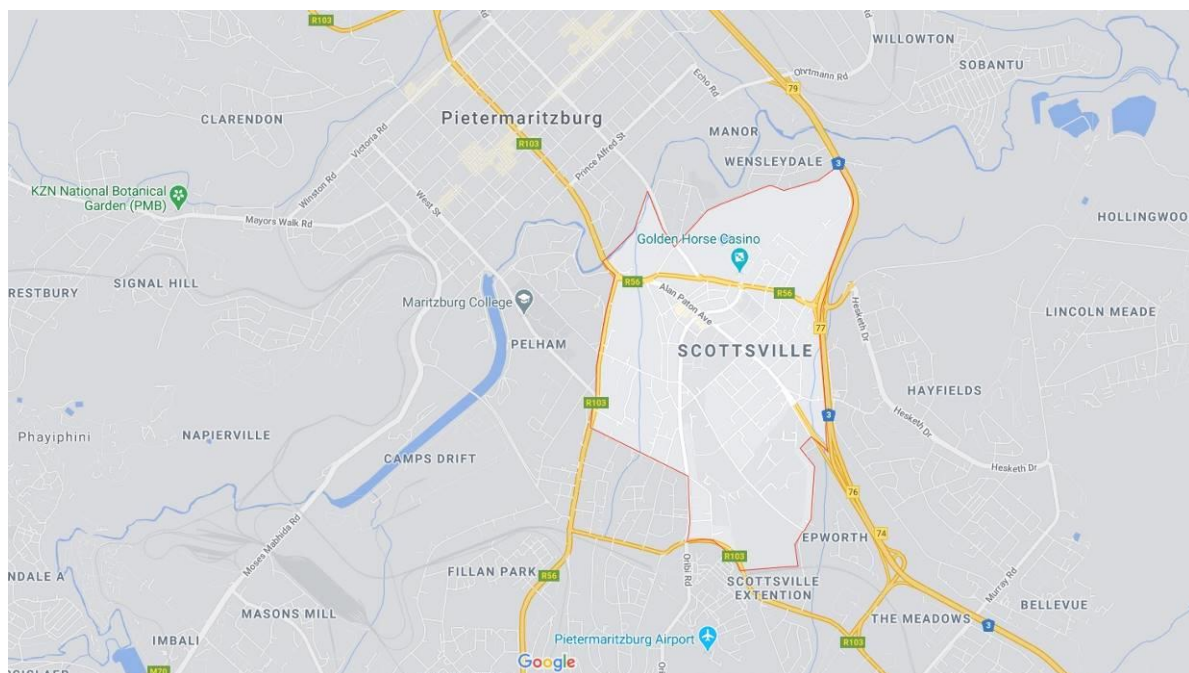 R103
WILLOWTON
SOBANTU
Ohrtmann Rd
Echo Rd
79
CLARENDON
Pietermaritzburg
Victoria Rd
R103
Prince Alfred St
MANOR
WENSLEYDALE
3
Winston Rd
West St
KZN National Botanical
Garden (PMB)
Mayors Walk Rd
HOLLINGWOO
Golden Horse Casino
SIGNAL HILL
RESTBURY
R56
R56
Alan Paton Ave
Maritzburg College
Hesketh Dr
LINCOLN MEADE
77
PELHAM
SCOTTSVILLE
HAYFIELDS
R103
3
Hesketh Dr
Phayiphini
NAPIERVILLE
CAMPS DRIFT
Hesketh Dr
76
Moses Mabhida Rd
74
EPWORTH
R103
NDALE A
FILLAN PARK
R56
Oribi Rd
SCOTTSVILLE
EXTENTION
Murray Rd
BELLEVUE
MASONS MILL
THE MEADOWS
3
IMBALI
Pietermaritzburg Airport
R103
Google
M70